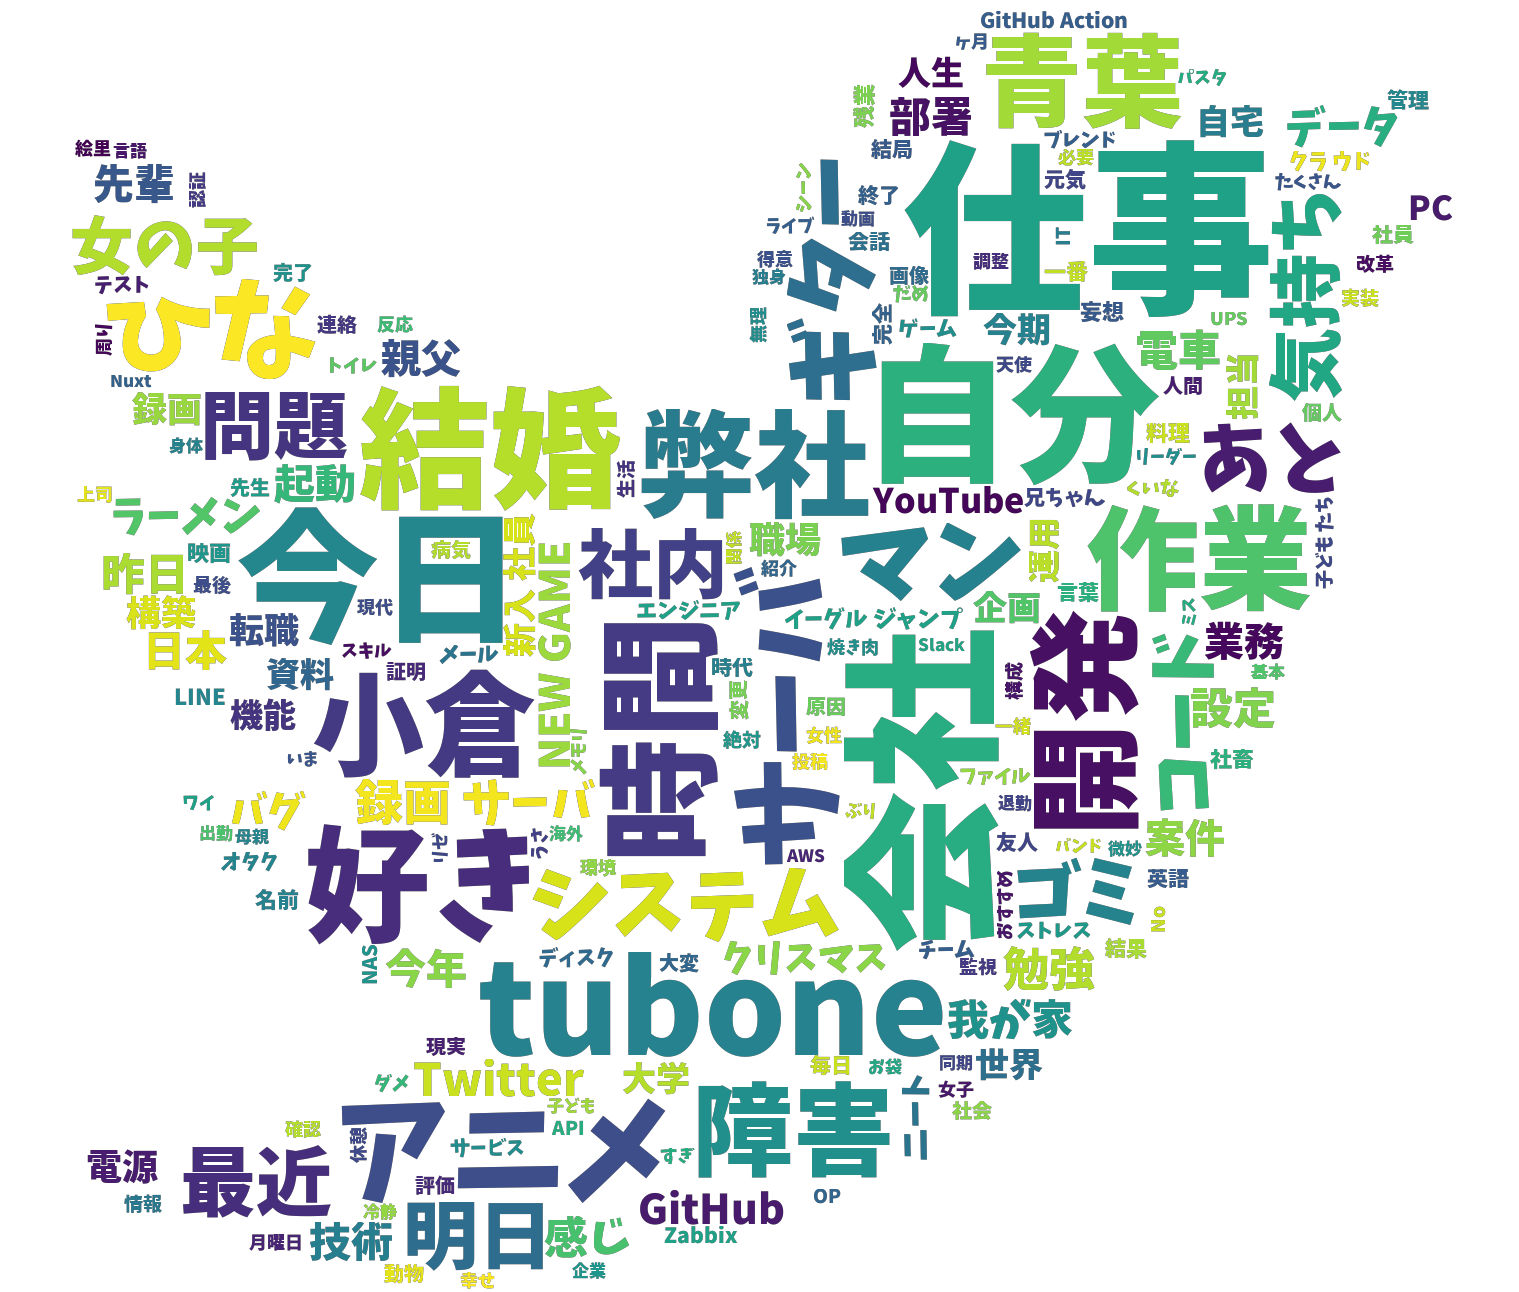 GitHub Action
ヶ月
青葉
人生
パスタ
残業
部署
自宅
管理
データ
ブレンド
結局
必要
クラウド
絵里
言語
先輩
認証
シーン
ギター
終了
元気
たくさん
仕事
PC
ライブ
動画
会話
IT
気持ち
社員
女の子
得意
独身
調整
一番
画像
だめ
改革
実装
テスト
完了
ひな
連絡
反応
周り
無理
完全
ゲーム
今期
妄想
UPS
トイレ
親父
電車
Nuxt
天使
人間
担当
自分
録画
問題
結婚
弊社
個人
身体
料理
リーダー
あと
先生
起動
生活
YouTube
兄ちゃん
くいな
上司
ラーメン
今日
病気
新入社員
社内
関係
職場
マン
運用
作業
子どもたち
昨日
映画
最後
NEW GAME
紹介
言葉
構築
現代
エンジニア
イーグルジャンプ
企画
ミス
転職
日本
スキル
メール
時間
サーバー
焼き肉
Slack
開発
コード
業務
資料
証明
時代
構成
基本
LINE
機能
小倉
変更
原因
会社
設定
いま
メモリ
絶対
女性
一緒
投稿
社畜
ワイ
バグ
録画サーバ
ファイル
退勤
ぶり
出勤
母親
好き
リゼ
うさ
海外
友人
バンド
微妙
案件
オタク
AWS
環境
システム
ゴミ
英語
名前
おすすめ
No
ストレス
NAS
今年
ディスク
大変
クリスマス
チーム
監視
勉強
結果
tubone
我が家
現実
毎日
お袋
同期
世界
ダメ
Twitter
大学
女子
社会
子ども
アニメ
API
障害
ユーニ
確認
休憩
サービス
すぎ
電源
最近
評価
情報
GitHub
OP
冷静
明日
感じ
Zabbix
月曜日
技術
動物
幸せ
企業